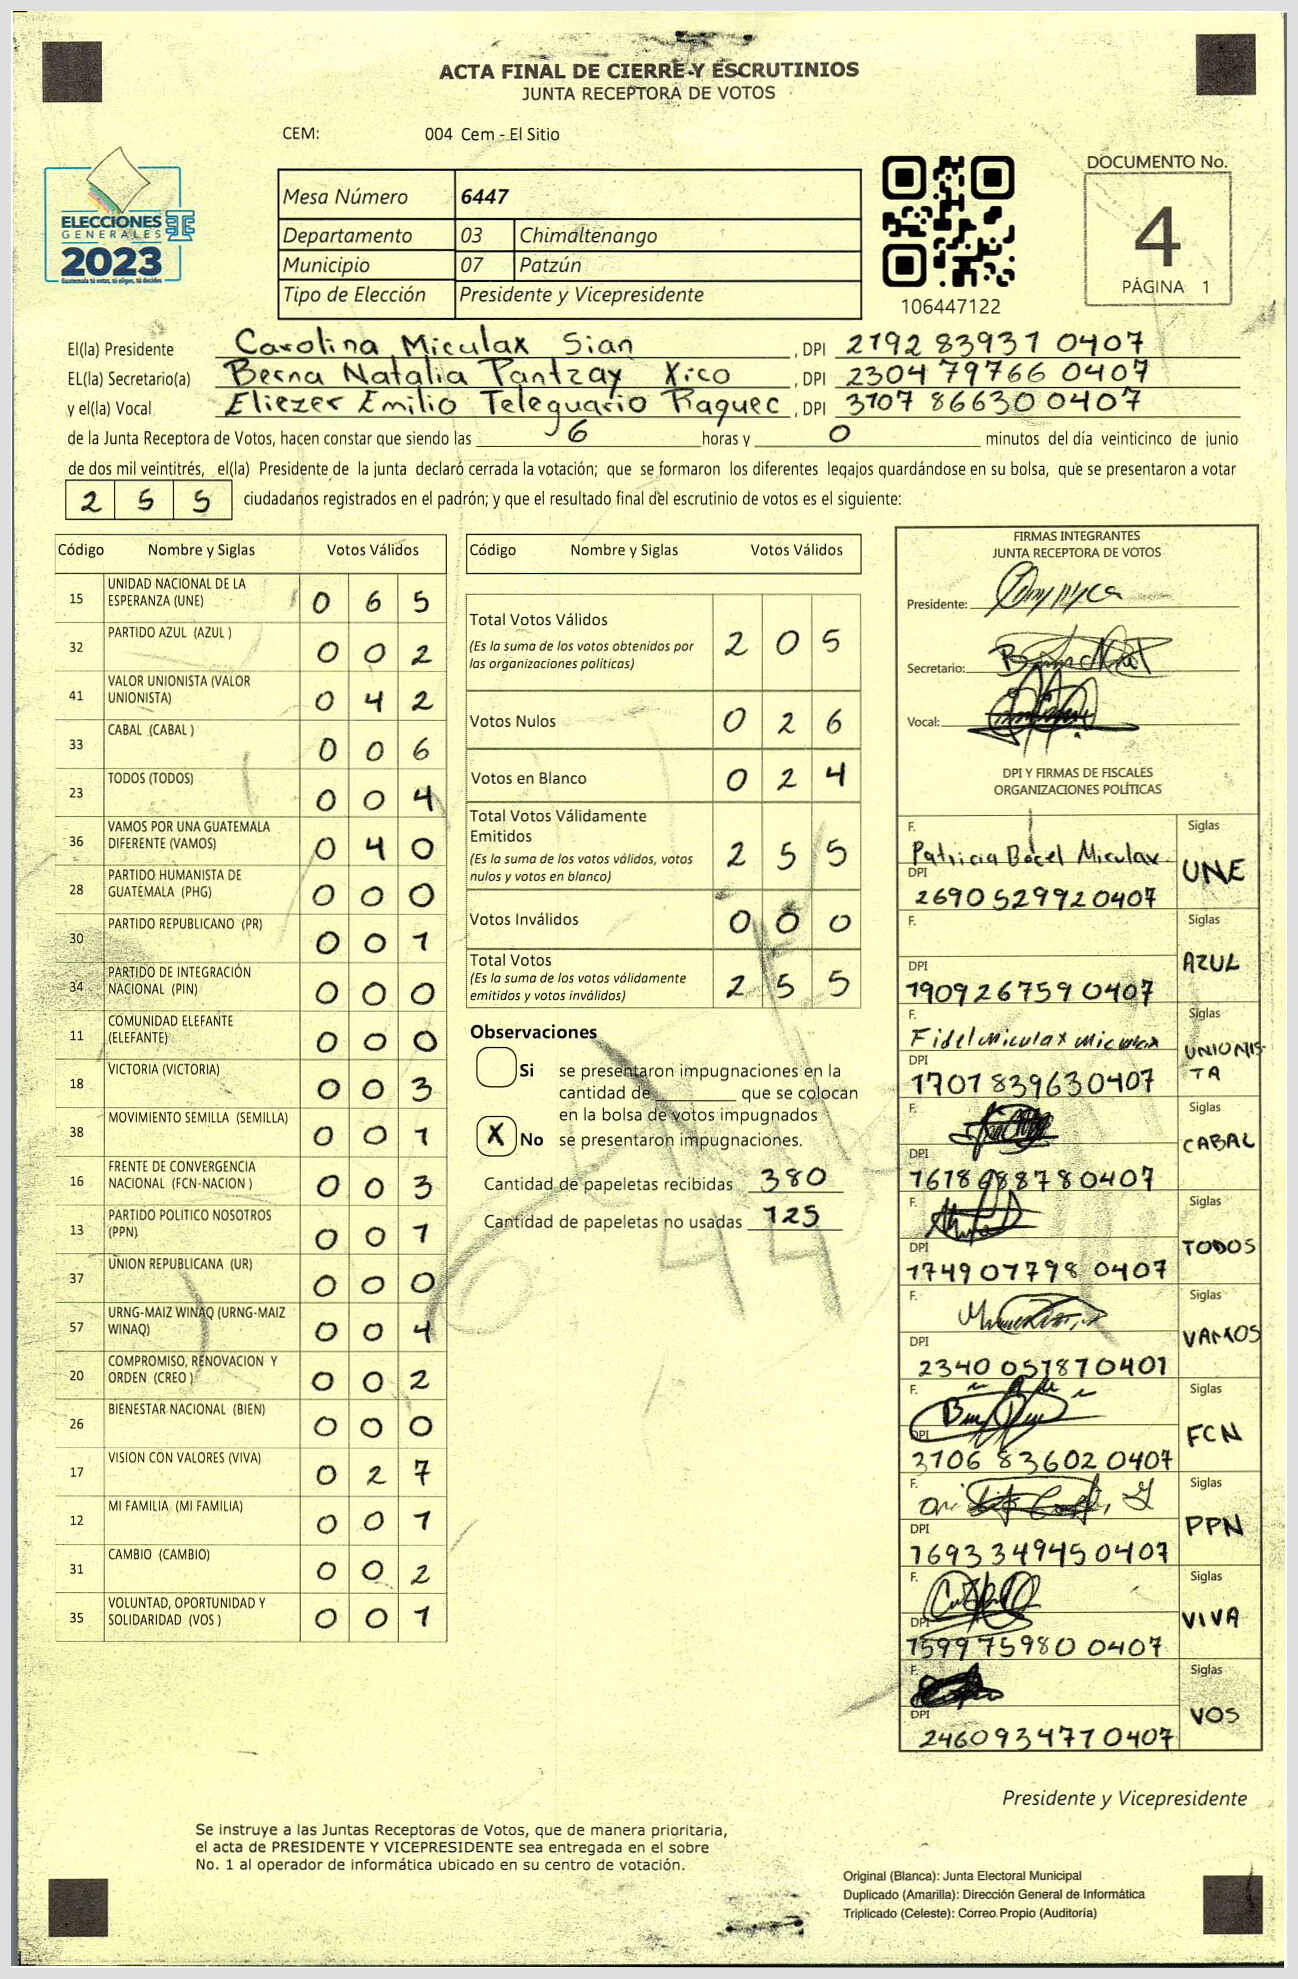 ACTA FINAL DE CIERRE Y ESCRUTINIOS
JUNTA RECEPTORA DE VOTOS
CEM: 004 Cem - El Sitio
ELECCIONES
GENERALES
2023
Guatemala tú votas, tú eliges, tú decides
Mesa Número 6447
Departamento 03 Chimaltenango
Municipio 07 Patzún
Tipo de Elección Presidente y Vicepresidente
106447122
DOCUMENTO No.
4
PÁGINA 1
El(la) Presidente Carolina Miculax Sian, DPI 2192 83931 0407
EL(la) Secretario(a) Berna Natalia Pantzay Xico, DPI 2304 79766 0407
y el(la) Vocal Eliezer Emilio Teleguario Raquec, DPI 3107 86630 0407
de la Junta Receptora de Votos, hacen constar que siendo las 6 horas y 0 minutos del día veinticinco de junio
de dos mil veintitrés, el(la) Presidente de la junta declaró cerrada la votación; que se formaron los diferentes legajos guardándose en su bolsa, que se presentaron a votar
2 5 5 ciudadanos registrados en el padrón; y que el resultado final del escrutinio de votos es el siguiente:
Código Nombre y Siglas Votos Válidos
15 UNIDAD NACIONAL DE LA ESPERANZA (UNE) 0 6 5
32 PARTIDO AZUL (AZUL ) 0 0 2
41 VALOR UNIONISTA (VALOR UNIONISTA) 0 4 2
33 CABAL (CABAL ) 0 0 6
23 TODOS (TODOS) 0 0 4
36 VAMOS POR UNA GUATEMALA DIFERENTE (VAMOS) 0 4 0
28 PARTIDO HUMANISTA DE GUATEMALA (PHG) 0 0 0
30 PARTIDO REPUBLICANO (PR) 0 0 1
34 PARTIDO DE INTEGRACIÓN NACIONAL (PIN) 0 0 0
11 COMUNIDAD ELEFANTE (ELEFANTE) 0 0 0
18 VICTORIA (VICTORIA) 0 0 3
38 MOVIMIENTO SEMILLA (SEMILLA) 0 0 1
16 FRENTE DE CONVERGENCIA NACIONAL (FCN-NACION ) 0 0 3
13 PARTIDO POLITICO NOSOTROS (PPN) 0 0 1
37 UNION REPUBLICANA (UR) 0 0 0
57 URNG-MAIZ WINAQ (URNG-MAIZ WINAQ) 0 0 4
20 COMPROMISO, RENOVACION Y ORDEN (CREO ) 0 0 2
26 BIENESTAR NACIONAL (BIEN) 0 0 0
17 VISION CON VALORES (VIVA) 0 2 7
12 MI FAMILIA (MI FAMILIA) 0 0 1
31 CAMBIO (CAMBIO) 0 0 2
35 VOLUNTAD, OPORTUNIDAD Y SOLIDARIDAD (VOS ) 0 0 1
Código Nombre y Siglas Votos Válidos
Total Votos Válidos 2 0 5
(Es la suma de los votos obtenidos por
las organizaciones políticas)
Votos Nulos 0 2 6
Votos en Blanco 0 2 4
Total Votos Válidamente
Emitidos 2 5 5
(Es la suma de los votos válidos, votos
nulos y votos en blanco)
Votos Inválidos 0 0 0
Total Votos 2 5 5
(Es la suma de los votos válidamente
emitidos y votos inválidos)
Observaciones
Si se presentaron impugnaciones en la
cantidad de ________ que se colocan
en la bolsa de votos impugnados
X No se presentaron impugnaciones.
Cantidad de papeletas recibidas 380
Cantidad de papeletas no usadas 125
FIRMAS INTEGRANTES
JUNTA RECEPTORA DE VOTOS
Presidente:
Secretario:
Vocal:
DPI Y FIRMAS DE FISCALES
ORGANIZACIONES POLÍTICAS
F. Patricia Bocel Miculax Siglas
DPI 2690 52992 0407 UNE
F. Siglas
DPI 1909 26759 0407 AZUL
F. Fidel Miculax Miculax Siglas
DPI 1701 83963 0407 UNIONISTA
F. Siglas
DPI CABAL
F. Siglas
DPI 1749 07798 0407 TODOS
F. Siglas
DPI 2340 05787 0401 VAMOS
F. Siglas
DPI 3106 83602 0407 FCN
F. Siglas
DPI 1693 34945 0407 PPN
F. Siglas
DPI 1599 75980 0407 VIVA
F. Siglas
DPI 2460 93477 0407 VOS
Presidente y Vicepresidente
Se instruye a las Juntas Receptoras de Votos, que de manera prioritaria,
el acta de PRESIDENTE Y VICEPRESIDENTE sea entregada en el sobre
No. 1 al operador de informática ubicado en su centro de votación.
Original (Blanca): Junta Electoral Municipal
Duplicado (Amarilla): Dirección General de Informática
Triplicado (Celeste): Correo Propio (Auditoría)